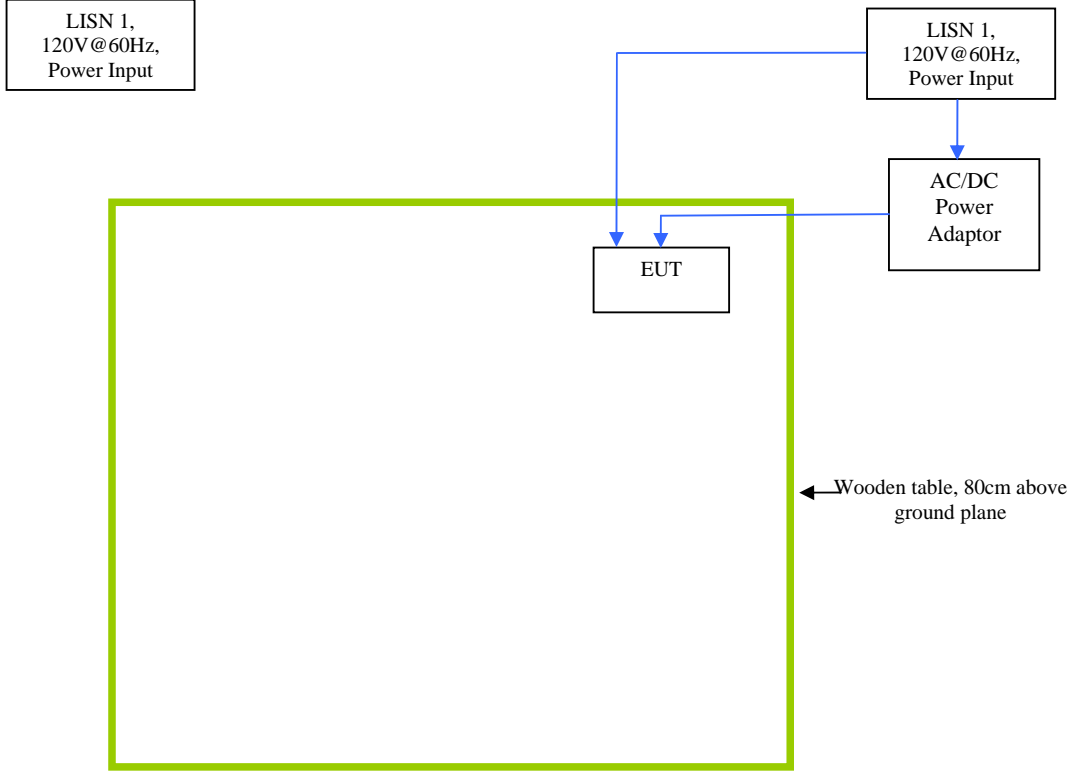 LISN 1,
120V@60Hz,
Power Input
LISN 1,
120V@60Hz,
Power Input
AC/DC
Power
Adaptor
EUT
Wooden table, 80cm above
ground plane